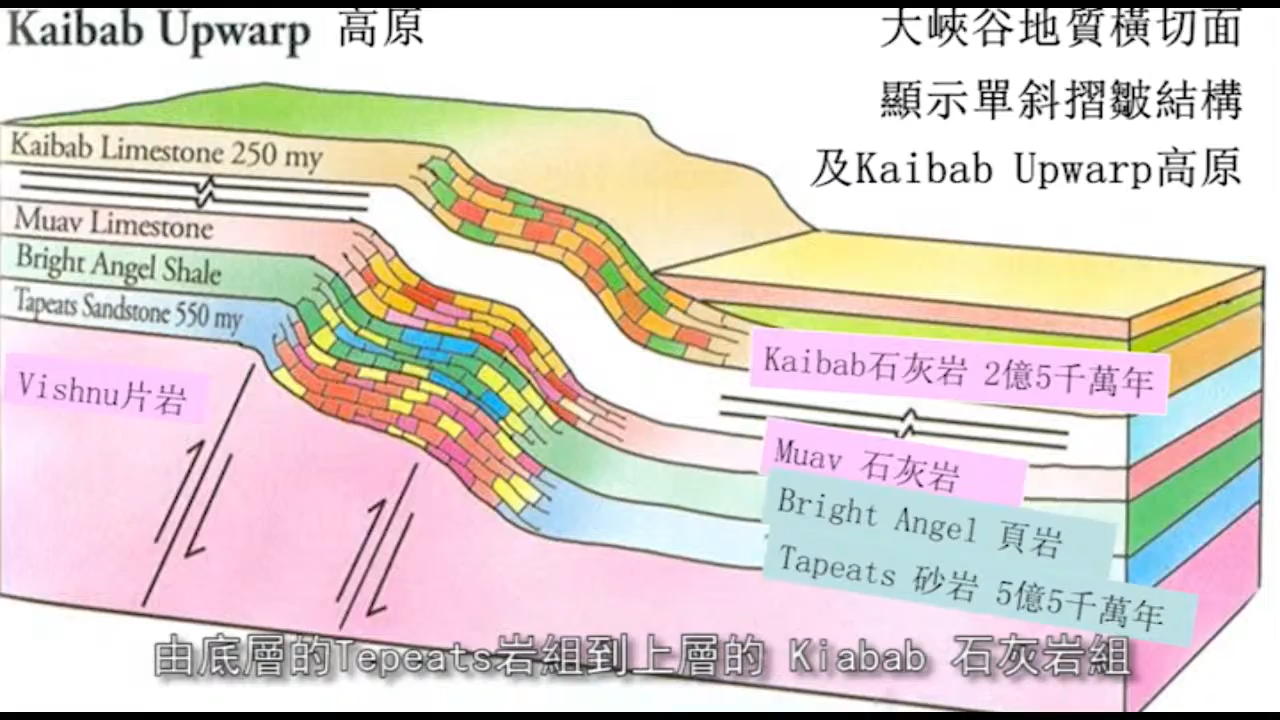 Kaibab Upwarp 高原
大峽谷地質橫切面
顯示單斜摺皺結構
及Kaibab Upwarp高原
Kaibab Limestone 250 my
Muav Limestone
Bright Angel Shale
Tapeats Sandstone 550 my
Vishnu片岩
Kaibab石灰岩 2億5千萬年
Muav 石灰岩
Bright Angel 頁岩
Tapeats 砂岩 5億5千萬年
由底層的Tepeats岩組到上層的 Kiabab 石灰岩組